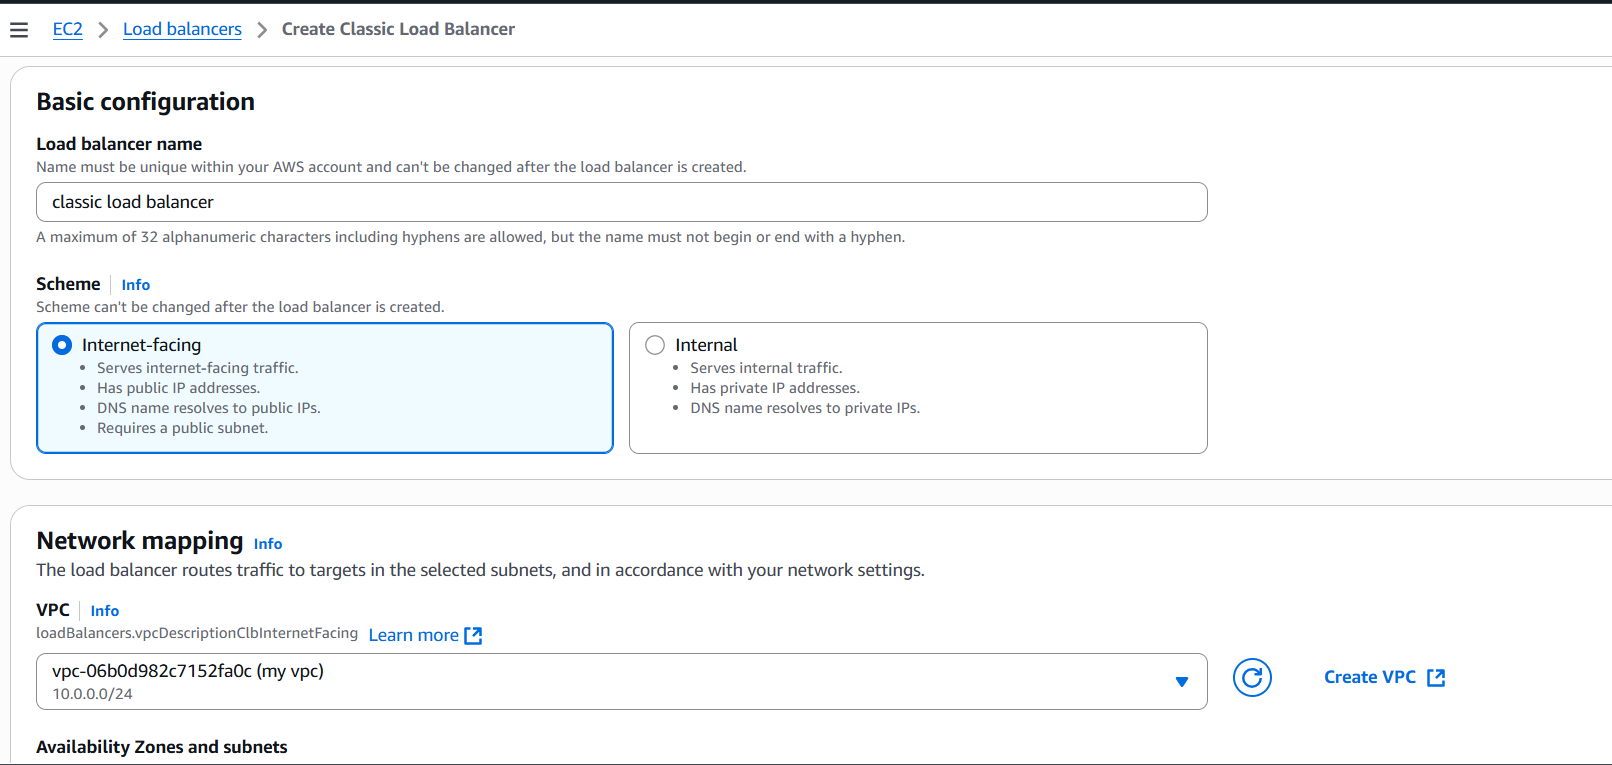 EC2 > Load balancers > Create Classic Load Balancer
Basic configuration
Load balancer name
Name must be unique within your AWS account and can't be changed after the load balancer is created.
classic load balancer
A maximum of 32 alphanumeric characters including hyphens are allowed, but the name must not begin or end with a hyphen.
Scheme | Info
Scheme can't be changed after the load balancer is created.
Internet-facing
• Serves internet-facing traffic.
• Has public IP addresses.
• DNS name resolves to public IPs.
• Requires a public subnet.
Internal
• Serves internal traffic.
• Has private IP addresses.
• DNS name resolves to private IPs.
Network mapping Info
The load balancer routes traffic to targets in the selected subnets, and in accordance with your network settings.
VPC | Info
loadBalancers.vpcDescriptionClbInternetFacing Learn more
vpc-06b0d982c7152fa0c (my vpc)
10.0.0.0/24
Create VPC
Availability Zones and subnets